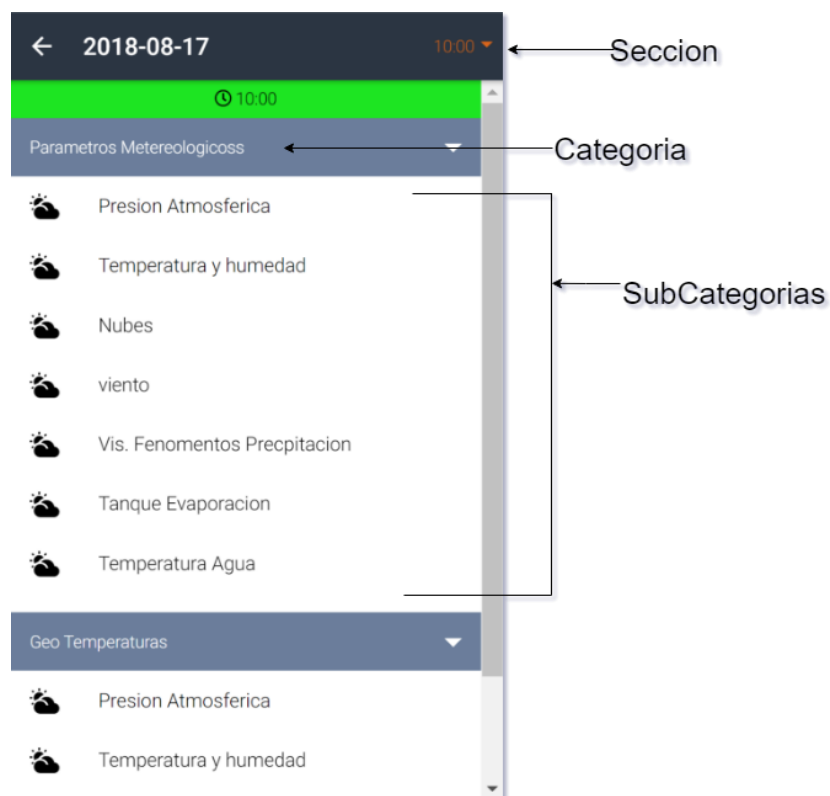 2018-08-17
10:00
Seccion
10:00
Parametros Metereologicoss
Categoria
Presion Atmosferica
Temperatura y humedad
Nubes
SubCategorias
viento
Vis. Fenomentos Precpitacion
Tanque Evaporacion
Temperatura Agua
Geo Temperaturas
Presion Atmosferica
Temperatura y humedad